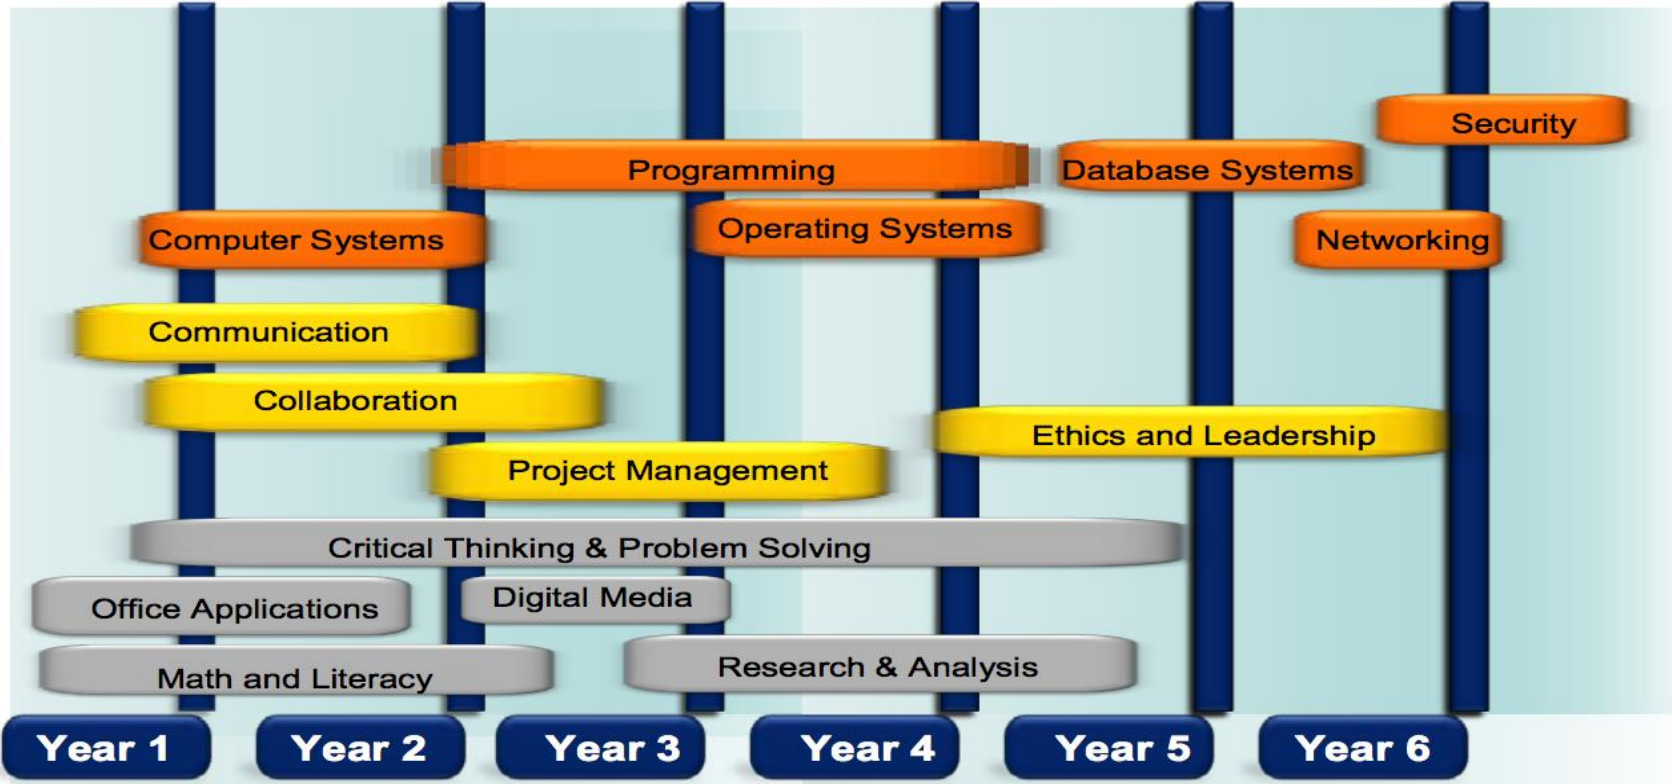 Security
Programming
Database Systems
Operating Systems
Computer Systems
Networking
Communication
Collaboration
Ethics and Leadership
Project Management
Critical Thinking & Problem Solving
Office Applications
Digital Media
Math and Literacy
Research & Analysis
Year 1
Year 2
Year 3
Year 4
Year 5
Year 6